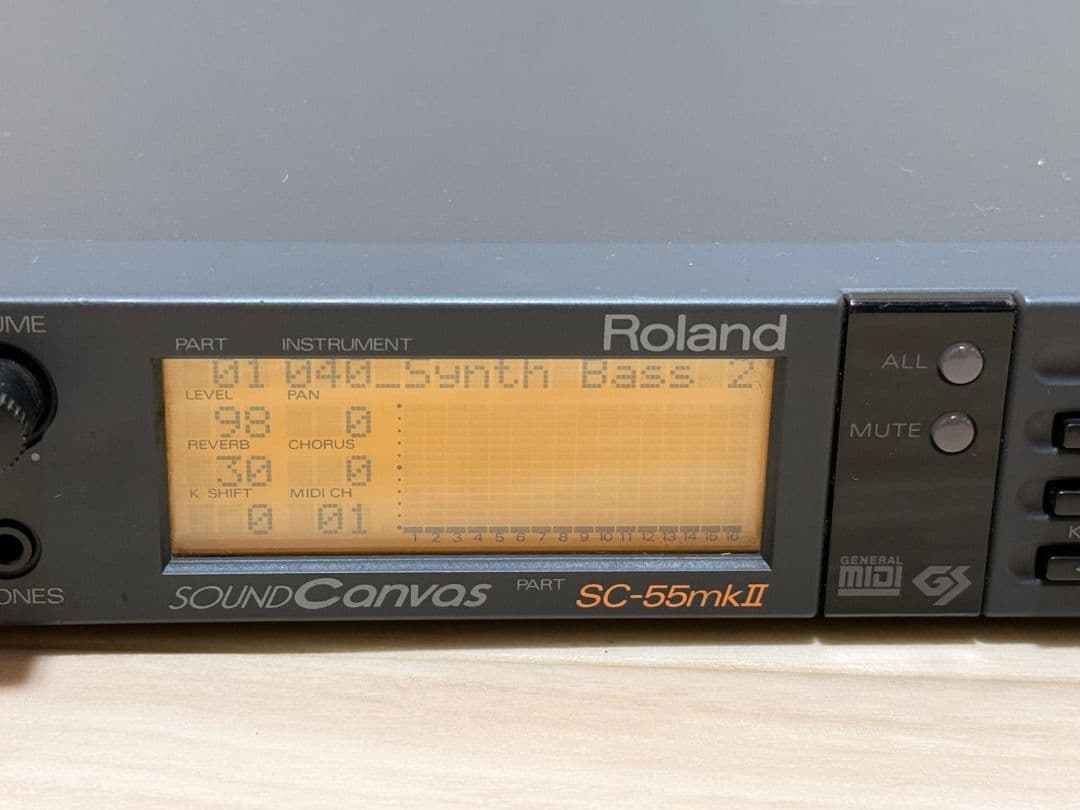 UME
PART INSTRUMENT
Roland
01 040_Synth Bass 2
LEVEL PAN
98 0
REVERB CHORUS
30 0
K SHIFT MIDI CH
0 01
1 2 3 4 5 6 7 8 9 10 11 12 13 14 15 16
SOUND Canvas
PART
SC-55mkII
ONES
ALL
MUTE
GENERAL
MIDI
GS
K